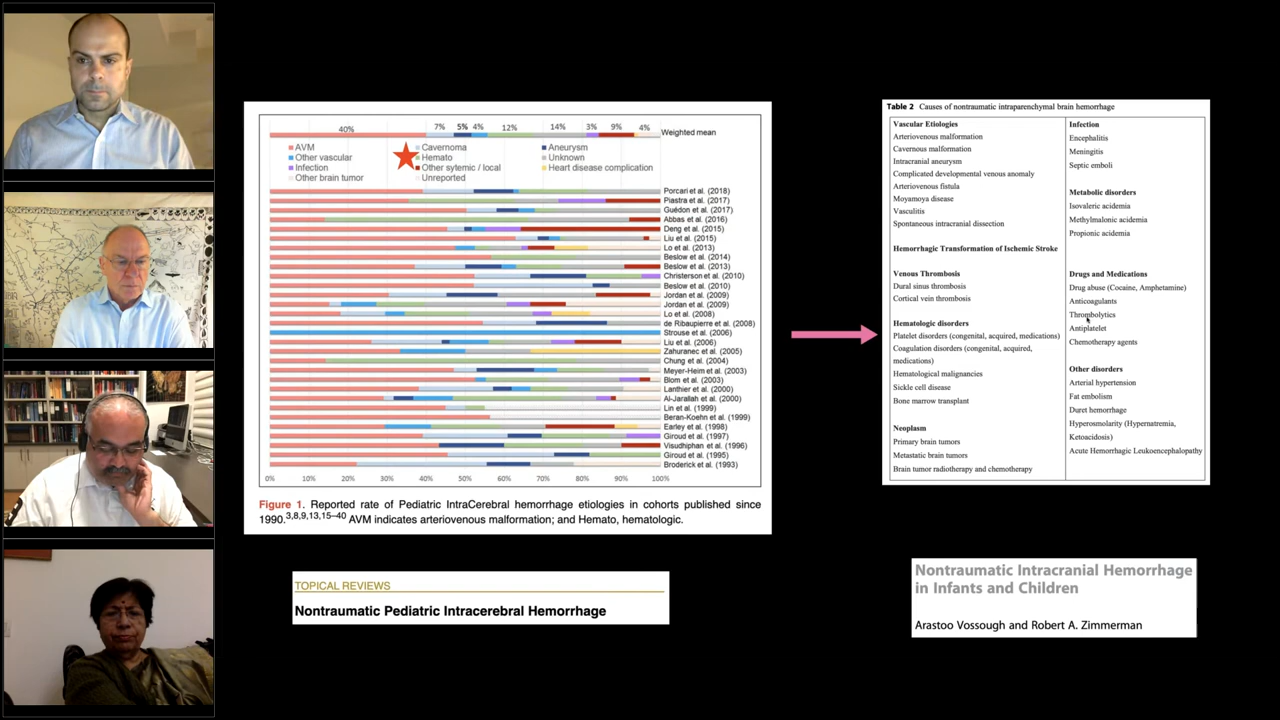 40% 7% 5% 4% 12% 14% 3% 9% 4% Weighted mean
AVM Cavernoma Aneurysm
Other vascular Hemato Unknown
Infection Other sytemic / local Heart disease complication
Other brain tumor Unreported
Porcari et al. (2018)
Piastra et al. (2017)
Guédon et al. (2017)
Abbas et al. (2016)
Deng et al. (2015)
Liu et al. (2015)
Lo et al. (2013)
Beslow et al. (2014)
Beslow et al. (2013)
Christerson et al. (2010)
Beslow et al. (2010)
Jordan et al. (2009)
Jordan et al. (2009)
Lo et al. (2008)
de Ribaupierre et al. (2008)
Strouse et al. (2006)
Liu et al. (2006)
Zahuranec et al. (2005)
Chung et al. (2004)
Meyer-Heim et al. (2003)
Blom et al. (2003)
Lanthier et al. (2000)
Al-Jarallah et al. (2000)
Lin et al. (1999)
Beran-Koehn et al. (1999)
Earley et al. (1998)
Giroud et al. (1997)
Visudhiphan et al. (1996)
Giroud et al. (1995)
Broderick et al. (1993)
0% 10% 20% 30% 40% 50% 60% 70% 80% 90% 100%
Figure 1. Reported rate of Pediatric IntraCerebral hemorrhage etiologies in cohorts published since
1990.3,8,9,13,15–40 AVM indicates arteriovenous malformation; and Hemato, hematologic.
TOPICAL REVIEWS
Nontraumatic Pediatric Intracerebral Hemorrhage
Table 2 Causes of nontraumatic intraparenchymal brain hemorrhage
Vascular Etiologies
Arteriovenous malformation
Cavernous malformation
Intracranial aneurysm
Complicated developmental venous anomaly
Arteriovenous fistula
Moyamoya disease
Vasculitis
Spontaneous intracranial dissection
Hemorrhagic Transformation of Ischemic Stroke
Venous Thrombosis
Dural sinus thrombosis
Cortical vein thrombosis
Hematologic disorders
Platelet disorders (congenital, acquired, medications)
Coagulation disorders (congenital, acquired,
medications)
Hematological malignancies
Sickle cell disease
Bone marrow transplant
Neoplasm
Primary brain tumors
Metastatic brain tumors
Brain tumor radiotherapy and chemotherapy
Infection
Encephalitis
Meningitis
Septic emboli
Metabolic disorders
Isovaleric acidemia
Methylmalonic acidemia
Propionic acidemia
Drugs and Medications
Drug abuse (Cocaine, Amphetamine)
Anticoagulants
Thrombolytics
Antiplatelet
Chemotherapy agents
Other disorders
Arterial hypertension
Fat embolism
Duret hemorrhage
Hyperosmolarity (Hypernatremia,
Ketoacidosis)
Acute Hemorrhagic Leukoencephalopathy
Nontraumatic Intracranial Hemorrhage
in Infants and Children
Arastoo Vossough and Robert A. Zimmerman